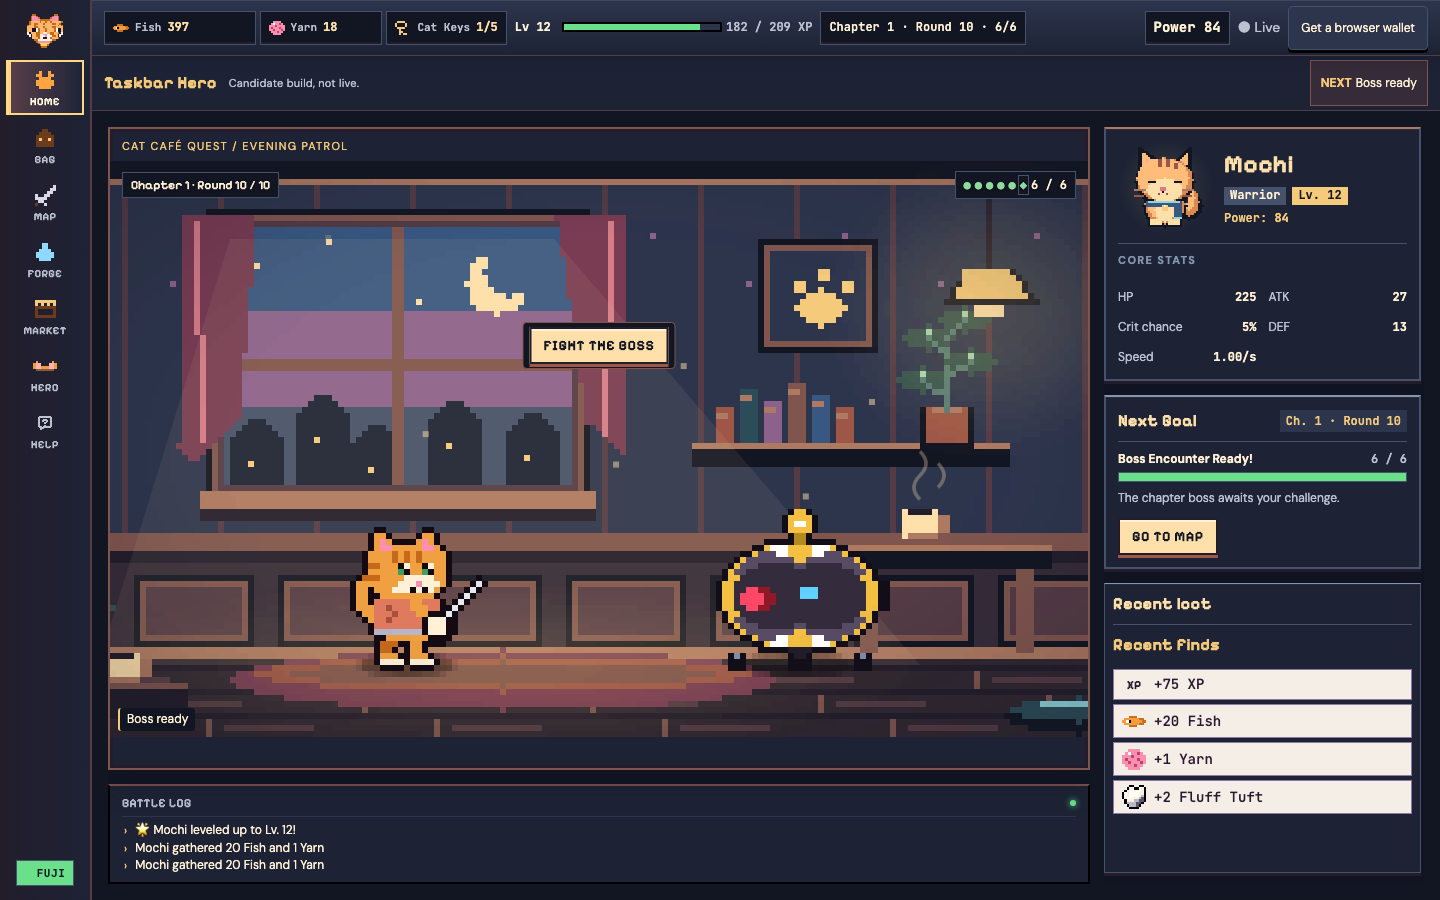 Fish 397
Yarn 18
Cat Keys 1/5
Lv 12
182 / 209 XP
Chapter 1 · Round 10 · 6/6
Power 84
Live
Get a browser wallet
Taskbar Hero
Candidate build, not live.
NEXT Boss ready
HOME
BAG
MAP
FORGE
MARKET
HERO
HELP
FUJI
CAT CAFÉ QUEST / EVENING PATROL
Chapter 1 · Round 10 / 10
6 / 6
FIGHT THE BOSS
Boss ready
BATTLE LOG
› 🌟 Mochi leveled up to Lv. 12!
› Mochi gathered 20 Fish and 1 Yarn
› Mochi gathered 20 Fish and 1 Yarn
Mochi
Warrior Lv. 12
Power: 84
CORE STATS
HP 225 ATK 27
Crit chance 5% DEF 13
Speed 1.00/s
Next Goal
Ch. 1 · Round 10
Boss Encounter Ready! 6 / 6
The chapter boss awaits your challenge.
GO TO MAP
Recent loot
Recent finds
XP +75 XP
+20 Fish
+1 Yarn
+2 Fluff Tuft